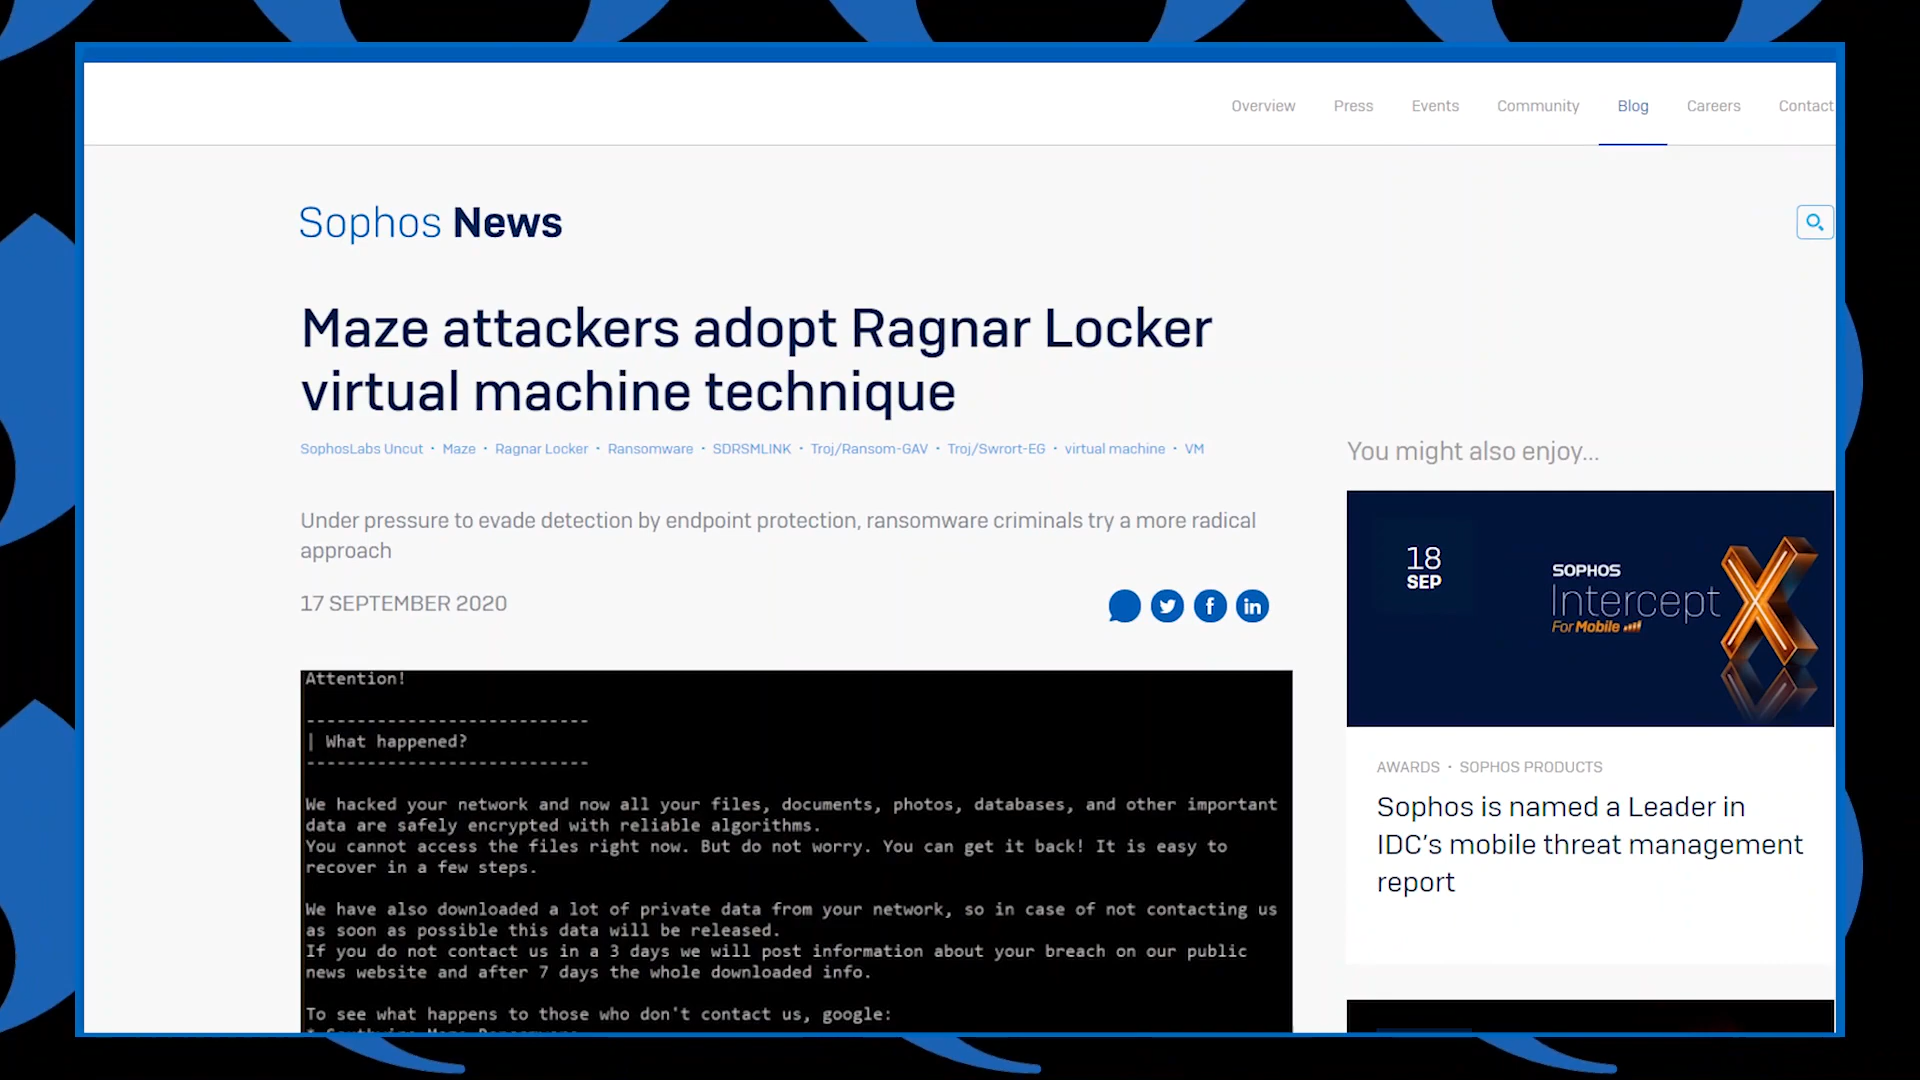 Overview Press Events Community Blog Careers Contact
Sophos News
Maze attackers adopt Ragnar Locker
virtual machine technique
SophosLabs Uncut • Maze • Ragnar Locker • Ransomware • SDRSMLINK • Troj/Ransom-GAV • Troj/Swrort-EG • virtual machine • VM
Under pressure to evade detection by endpoint protection, ransomware criminals try a more radical
approach
17 SEPTEMBER 2020
Attention!
----------------------------
| What happened?
----------------------------
We hacked your network and now all your files, documents, photos, databases, and other important
data are safely encrypted with reliable algorithms.
You cannot access the files right now. But do not worry. You can get it back! It is easy to
recover in a few steps.
We have also downloaded a lot of private data from your network, so in case of not contacting us
as soon as possible this data will be released.
If you do not contact us in a 3 days we will post information about your breach on our public
news website and after 7 days the whole downloaded info.
To see what happens to those who don't contact us, google:
You might also enjoy...
18
SEP
SOPHOS
Intercept X
For Mobile
AWARDS • SOPHOS PRODUCTS
Sophos is named a Leader in
IDC’s mobile threat management
report